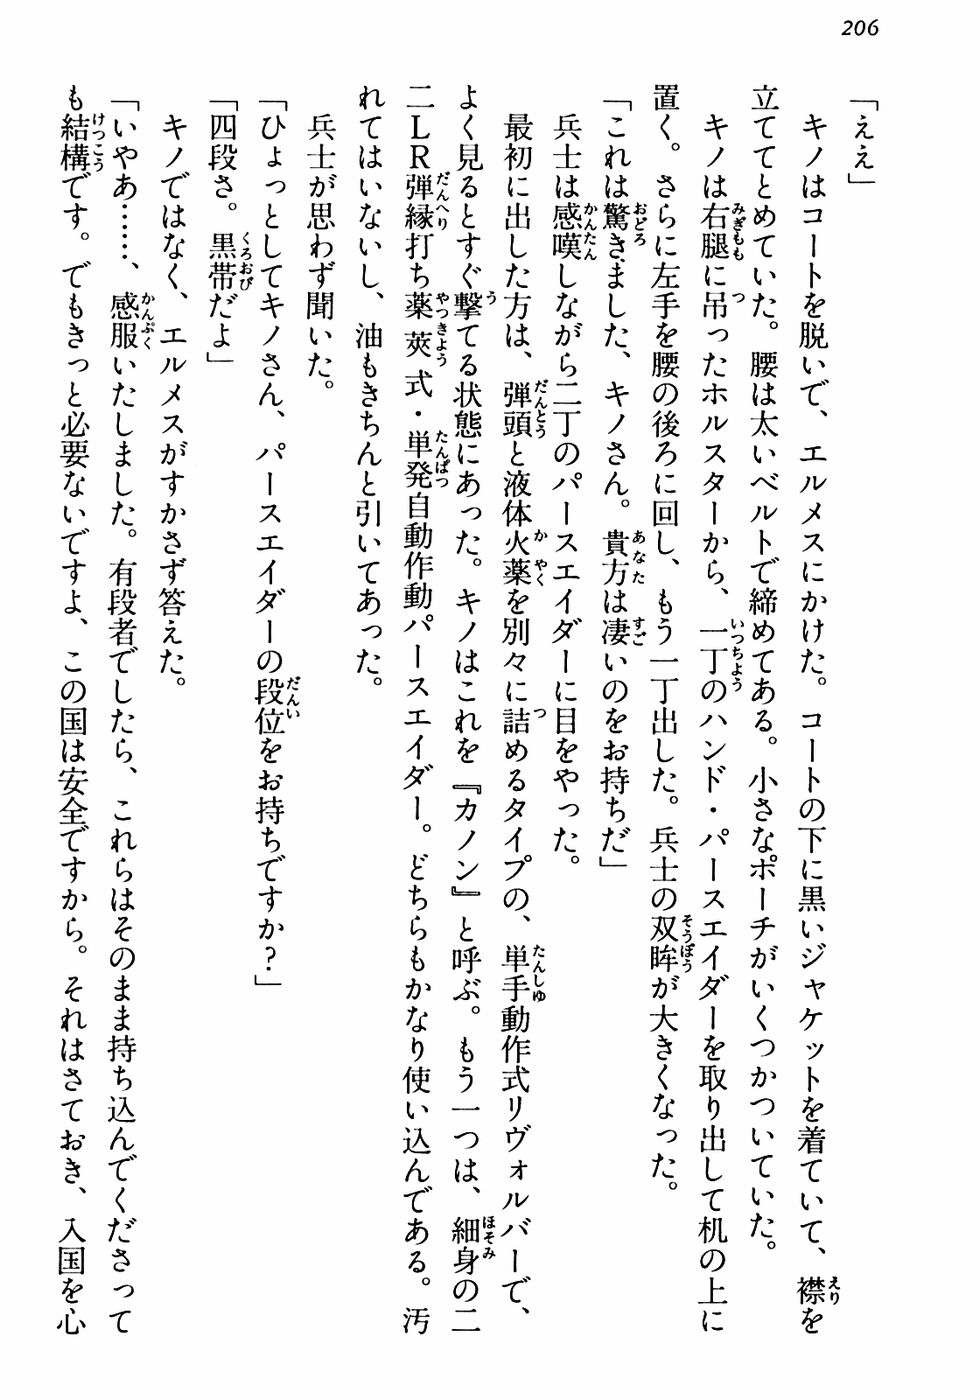 206
「ええ」
　キノはコートを脱いで、エルメスにかけた。コートの下に黒いジャケットを着ていて、襟を
立ててとめていた。腰は太いベルトで締めてある。小さなポーチがいくつかついていた。
　キノは右腿に吊ったホルスターから、一丁のハンド・パースエイダーを取り出して机の上に
置く。さらに左手を腰の後ろに回し、もう一丁出した。兵士の双眸が大きくなった。
「これは驚きました、キノさん。貴方は凄いのをお持ちだ」
　兵士は感嘆しながら二丁のパースエイダーに目をやった。
　最初に出した方は、弾頭と液体火薬を別々に詰めるタイプの、単手動作式リヴォルバーで、
よく見るとすぐ撃てる状態にあった。キノはこれを『カノン』と呼ぶ。もう一つは、細身の二
二LR弾縁打ち薬莢式・単発自動作動パースエイダー。どちらもかなり使い込んである。汚
れてはいないし、油もきちんと引いてあった。
　兵士が思わず聞いた。
「ひょっとしてキノさん、パースエイダーの段位をお持ちですか？」
「四段さ。黒帯だよ」
　キノではなく、エルメスがすかさず答えた。
「いやあ……、感服いたしました。有段者でしたら、これらはそのまま持ち込んでくださって
も結構です。でもきっと必要ないですよ、この国は安全ですから。それはさておき、入国を心